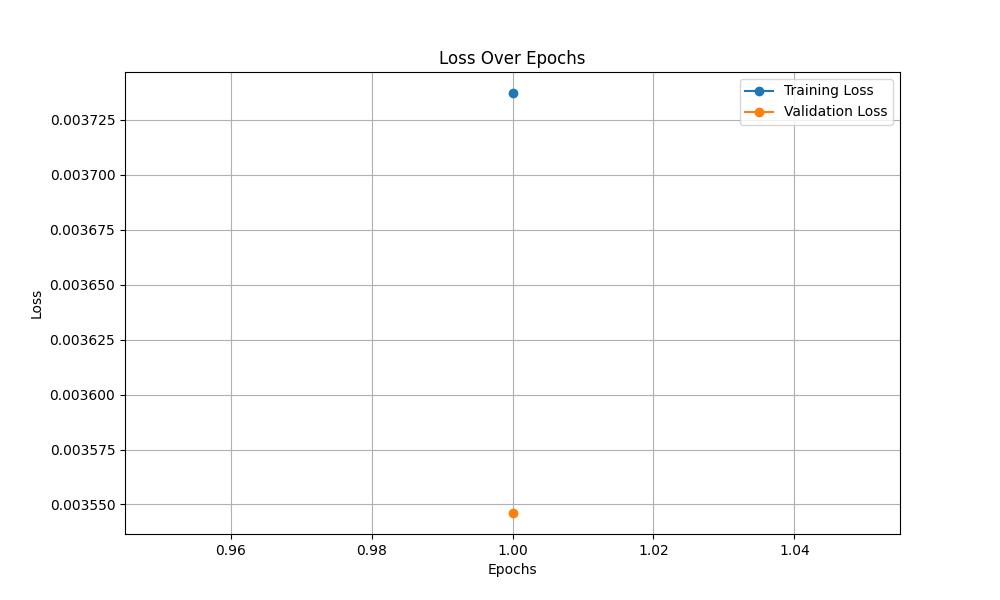 Loss Over Epochs
Training Loss
Validation Loss
0.003725
0.003700
0.003675
0.003650
0.003625
0.003600
0.003575
0.003550
Loss
0.96 0.98 1.00 1.02 1.04
Epochs